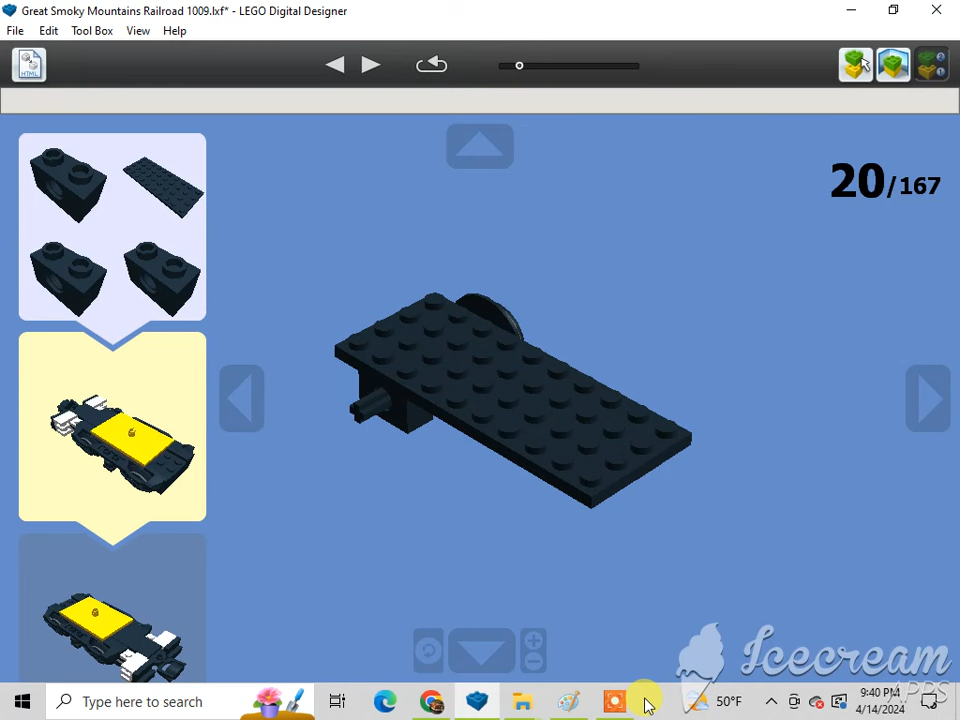 Great Smoky Mountains Railroad 1009.lxf* - LEGO Digital Designer
File Edit Tool Box View Help
HTML
20/167
Icecream
APPS
Type here to search
50°F
9:40 PM
4/14/2024